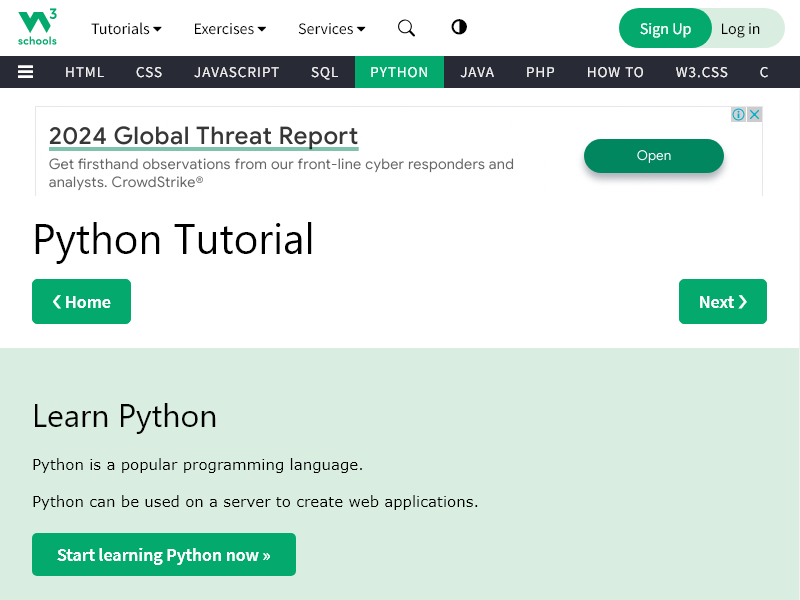 3
schools
Tutorials Exercises Services Sign Up Log in
HTML CSS JAVASCRIPT SQL PYTHON JAVA PHP HOW TO W3.CSS C
2024 Global Threat Report
Get firsthand observations from our front-line cyber responders and
analysts. CrowdStrike®
Open
Python Tutorial
❮ Home Next ❯
Learn Python
Python is a popular programming language.
Python can be used on a server to create web applications.
Start learning Python now »